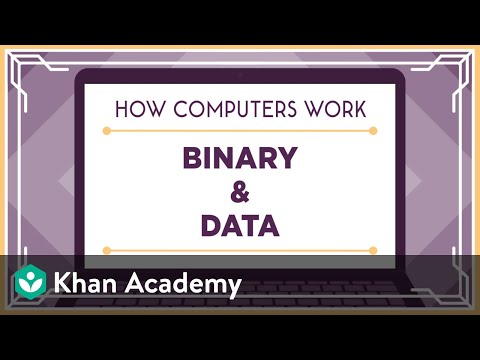 HOW COMPUTERS WORK
BINARY
&
DATA
Khan Academy